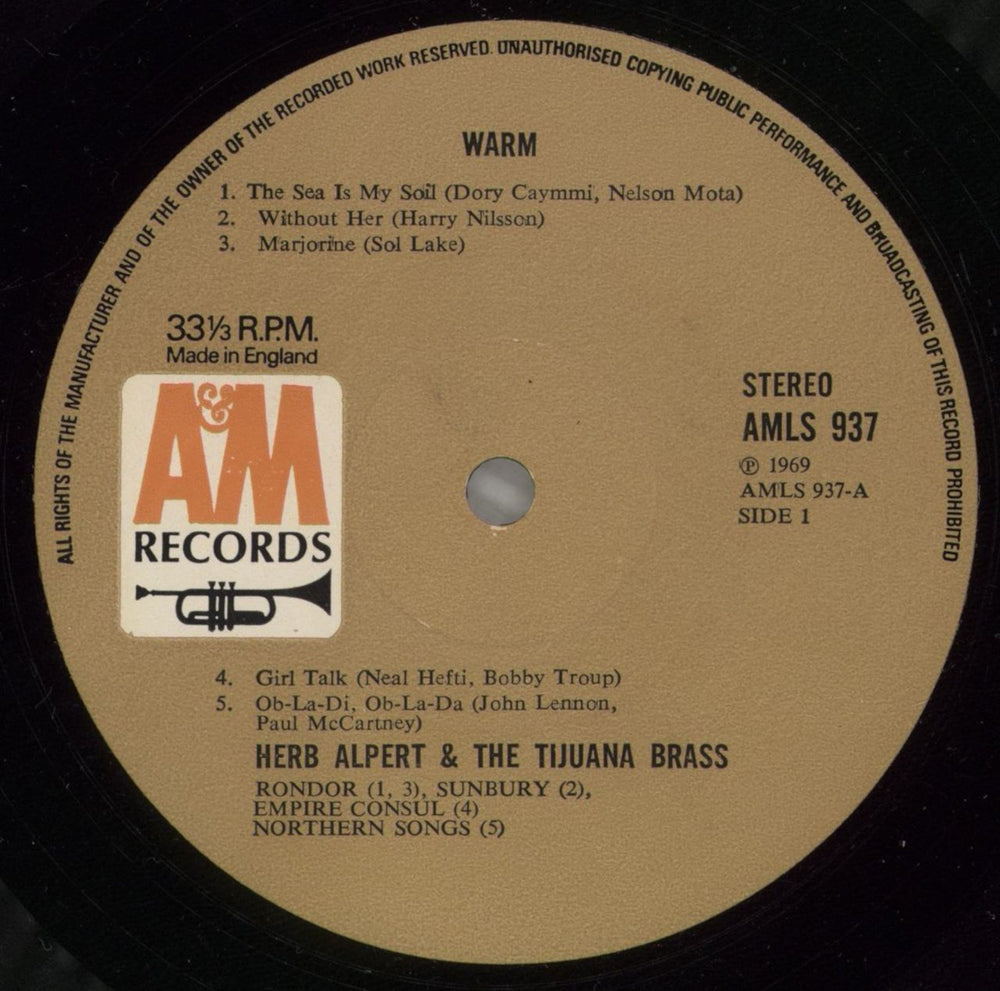 ALL RIGHTS OF THE MANUFACTURER AND OF THE OWNER OF THE RECORDED WORK RESERVED. UNAUTHORISED COPYING PUBLIC PERFORMANCE AND BROADCASTING OF THIS RECORD PROHIBITED
WARM
1. The Sea Is My Soil (Dory Caymmi, Nelson Mota)
2. Without Her (Harry Nilsson)
3. Marjorine (Sol Lake)
33⅓ R.P.M.
Made in England
A&M
RECORDS
STEREO
AMLS 937
℗ 1969
AMLS 937-A
SIDE 1
4. Girl Talk (Neal Hefti, Bobby Troup)
5. Ob-La-Di, Ob-La-Da (John Lennon,
Paul McCartney)
HERB ALPERT & THE TIJUANA BRASS
RONDOR (1, 3), SUNBURY (2),
EMPIRE CONSUL (4)
NORTHERN SONGS (5)